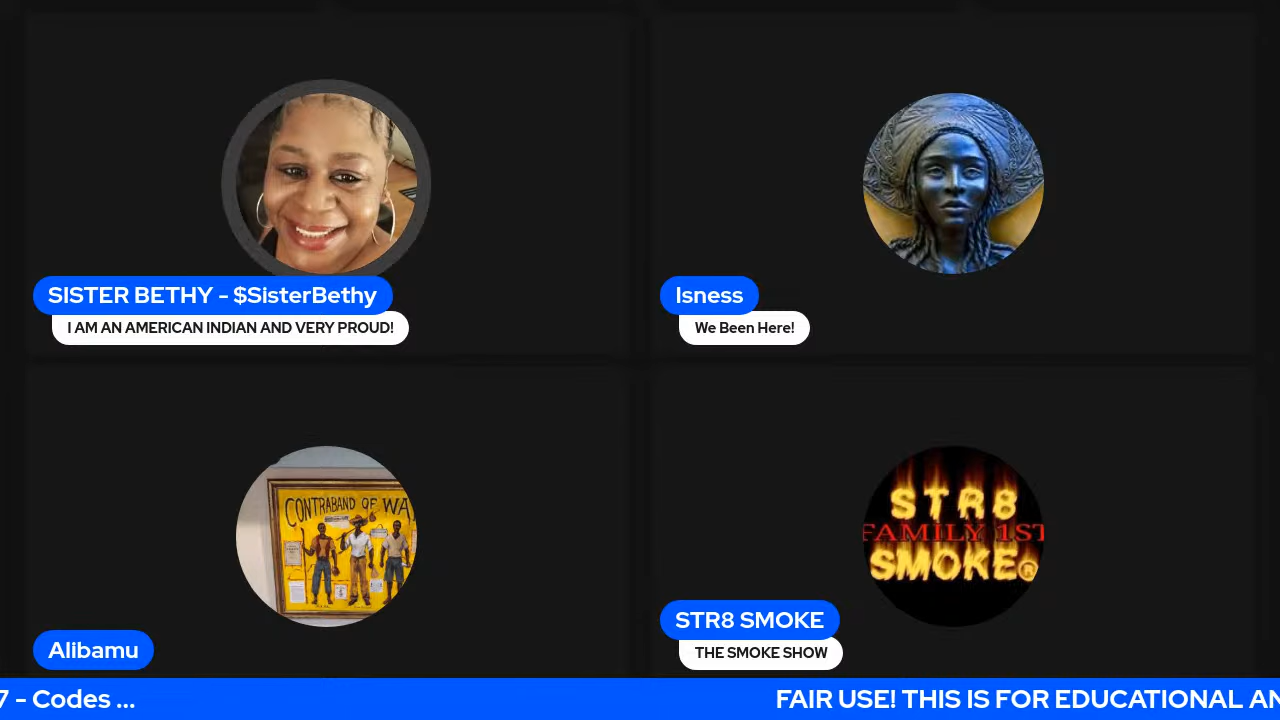 SISTER BETHY - $SisterBethy
I AM AN AMERICAN INDIAN AND VERY PROUD!
Isness
We Been Here!
CONTRABAND OF WA
Alibamu
STR8
FAMILY 1ST
SMOKE®
STR8 SMOKE
THE SMOKE SHOW
7 - Codes ...
FAIR USE! THIS IS FOR EDUCATIONAL AN